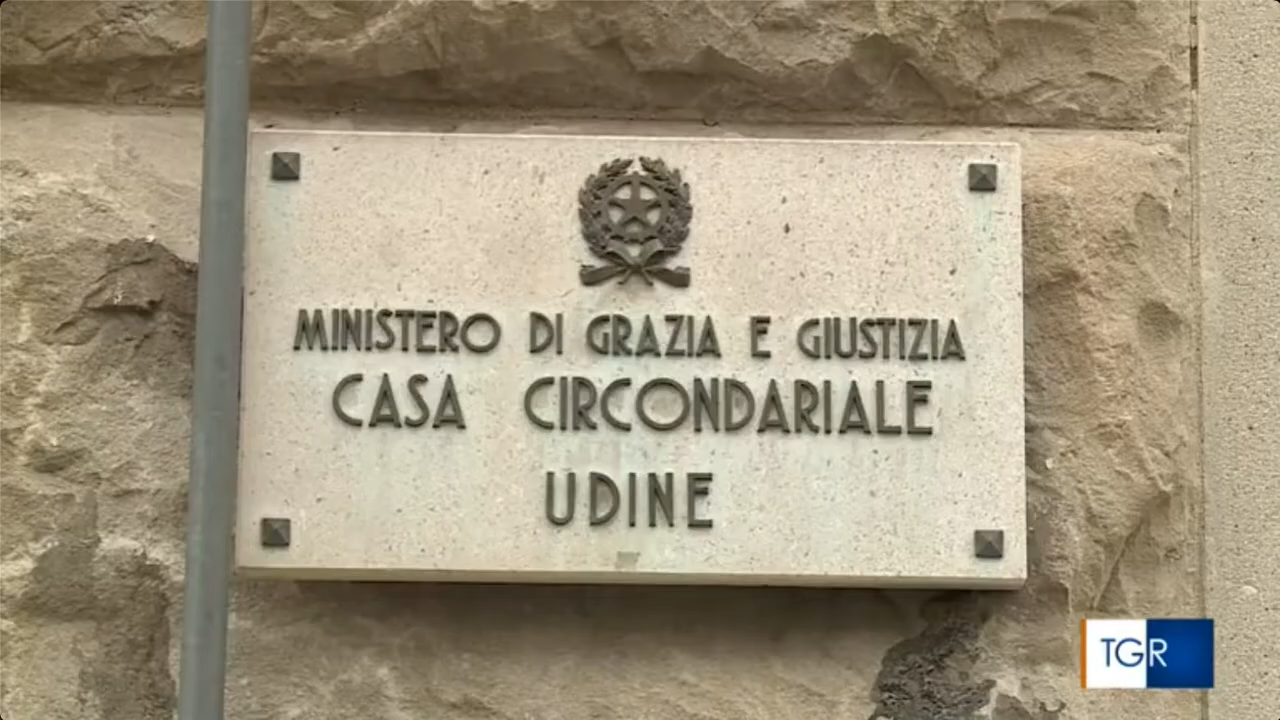 MINISTERO DI GRAZIA E GIUSTIZIA
CASA CIRCONDARIALE
UDINE
TGR